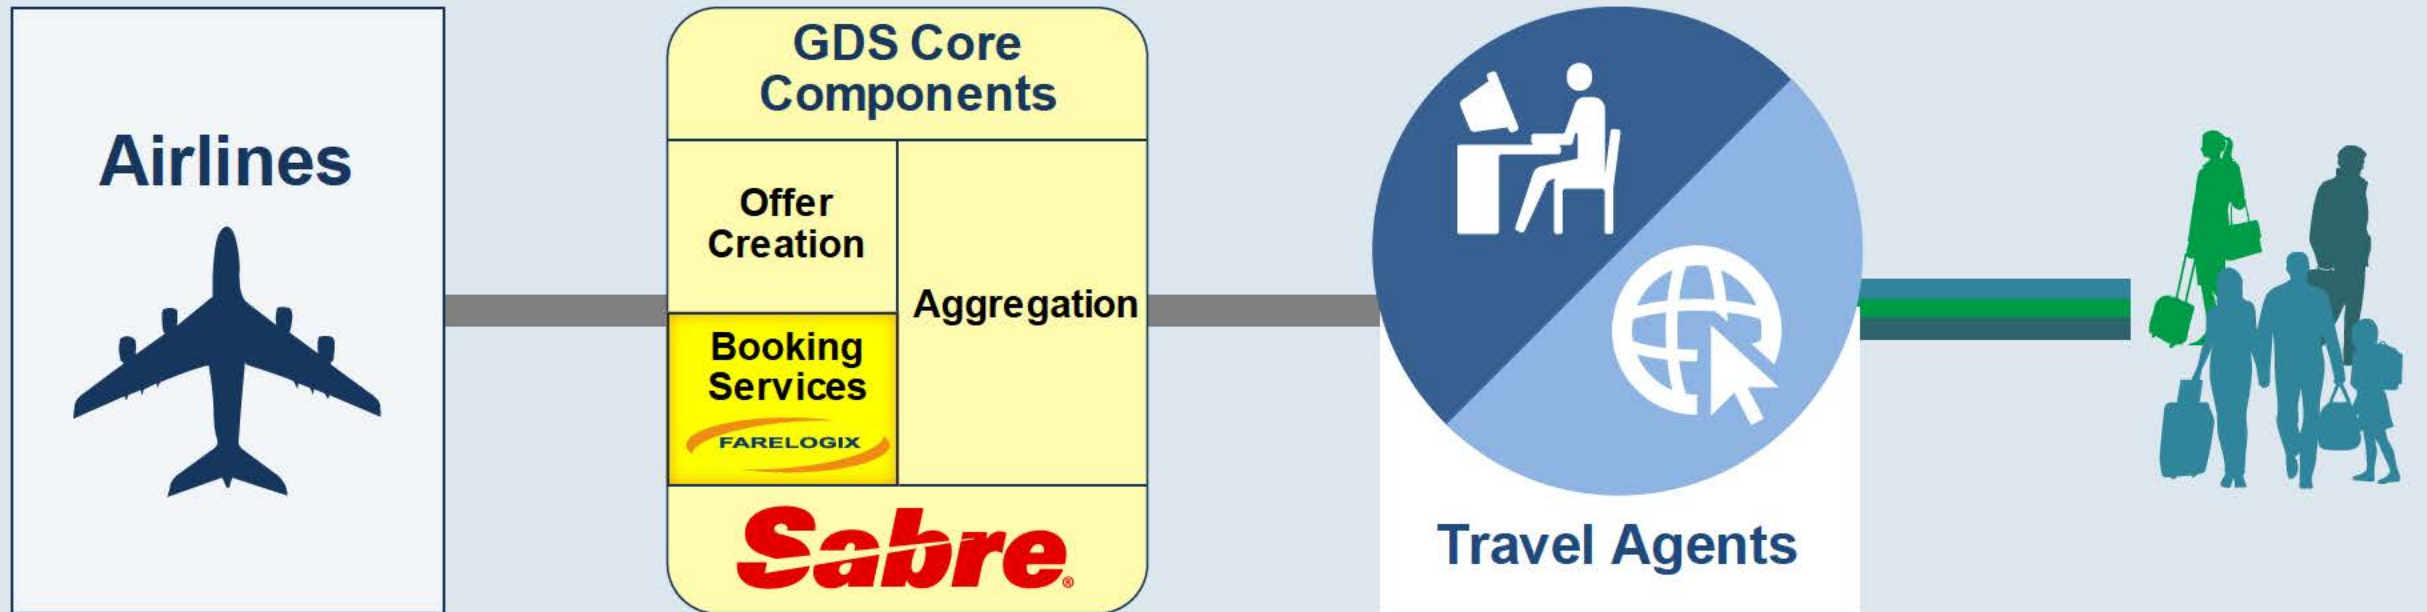 Airlines
GDS Core
Components
Offer
Creation
Booking
Services
FARELOGIX
Aggregation
Sabre®
Travel Agents